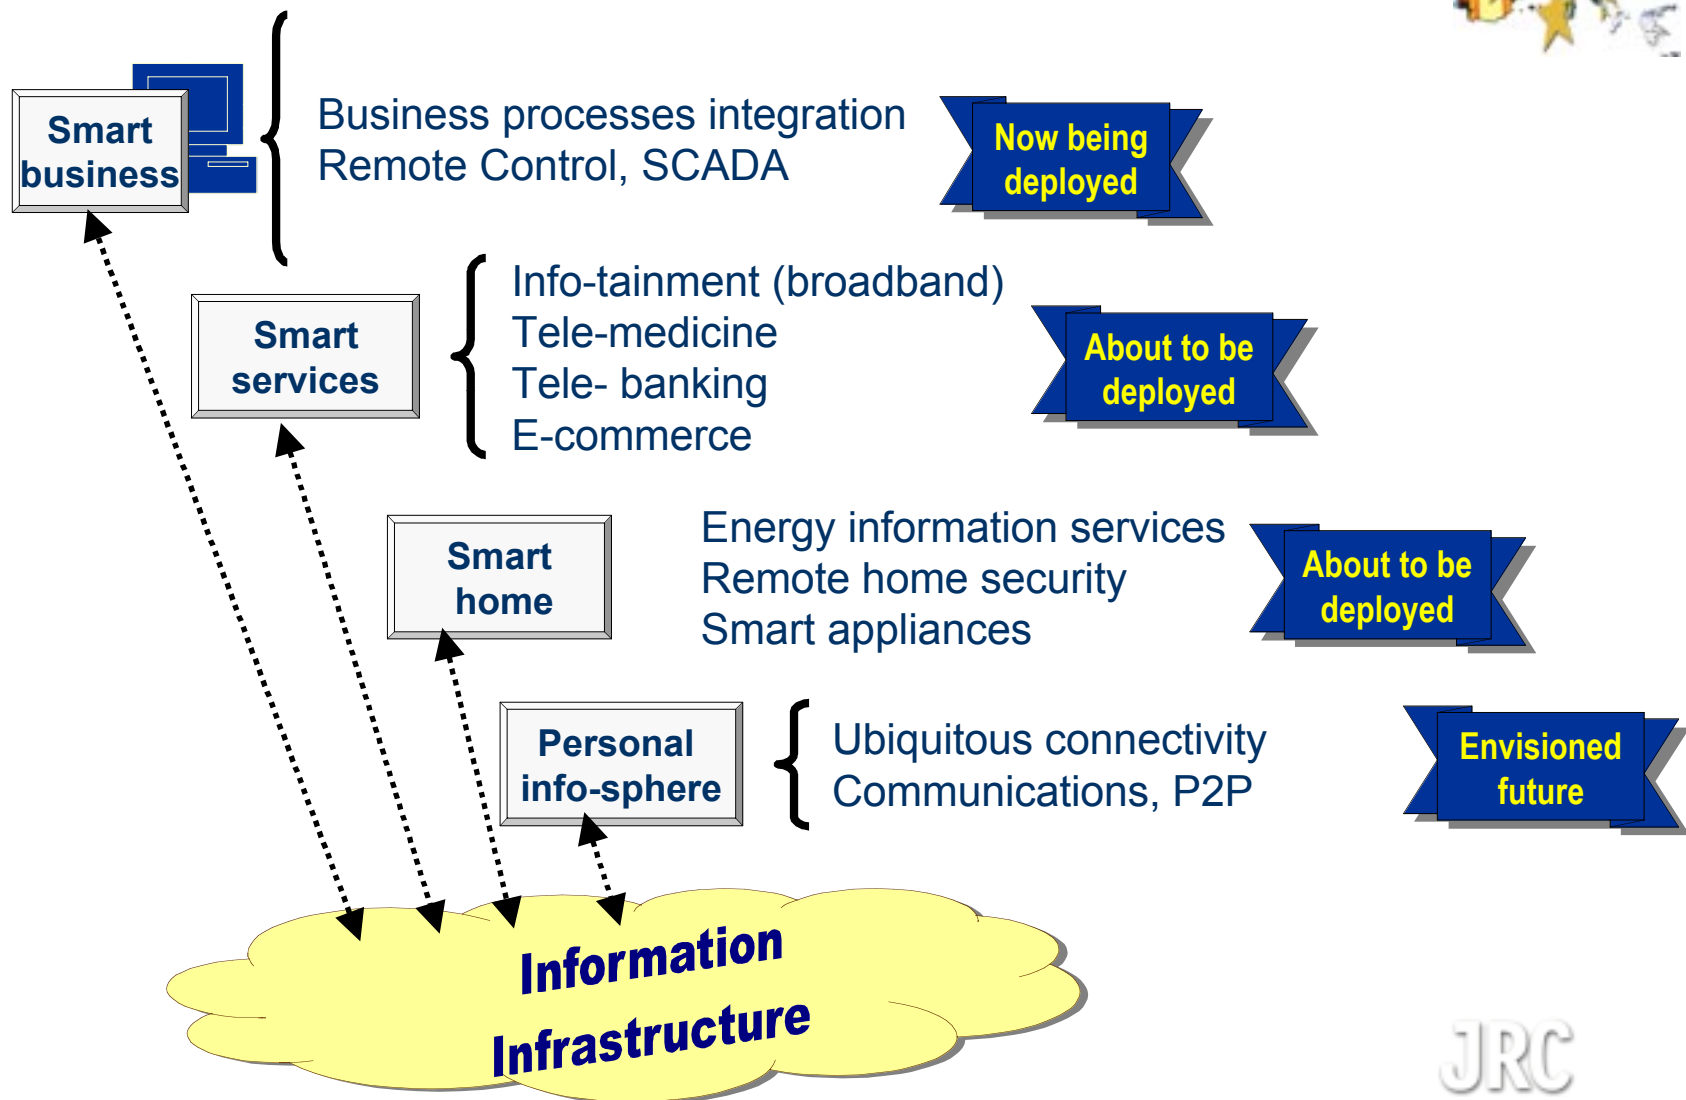 Smart
business
Business processes integration
Remote Control, SCADA
Now being
deployed
Smart
services
Info-tainment (broadband)
Tele-medicine
Tele- banking
E-commerce
About to be
deployed
Smart
home
Energy information services
Remote home security
Smart appliances
About to be
deployed
Personal
info-sphere
Ubiquitous connectivity
Communications, P2P
Envisioned
future
Information
Infrastructure
JRC